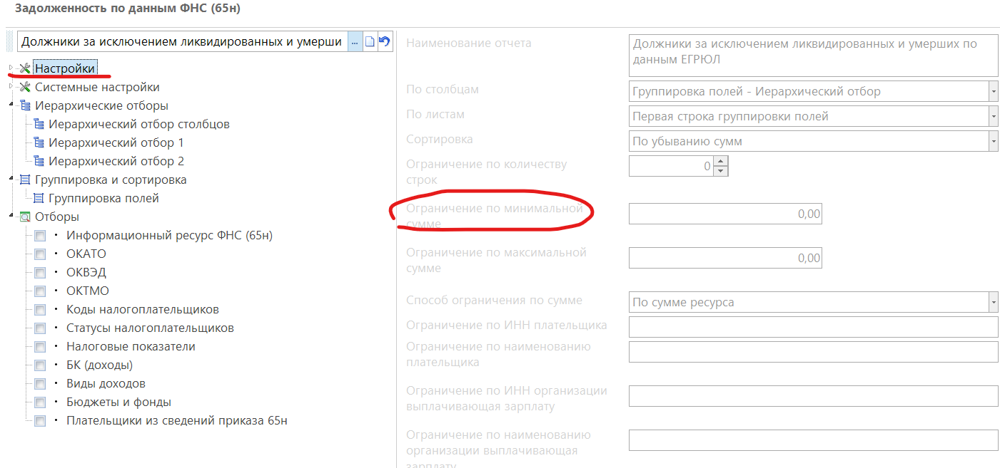 Задолженность по данным ФНС (65н)
Должники за исключением ликвидированных и умерши
...
Настройки
Системные настройки
Иерархические отборы
Иерархический отбор столбцов
Иерархический отбор 1
Иерархический отбор 2
Группировка и сортировка
Группировка полей
Отборы
Информационный ресурс ФНС (65н)
ОКАТО
ОКВЭД
ОКТМО
Коды налогоплательщиков
Статусы налогоплательщиков
Налоговые показатели
БК (доходы)
Виды доходов
Бюджеты и фонды
Плательщики из сведений приказа 65н
Наименование отчета
Должники за исключением ликвидированных и умерших по
данным ЕГРЮЛ
По столбцам
Группировка полей - Иерархический отбор
По листам
Первая строка группировки полей
Сортировка
По убыванию сумм
Ограничение по количеству
строк
0
Ограничение по минимальной
сумме
0,00
Ограничение по максимальной
сумме
0,00
Способ ограничения по сумме
По сумме ресурса
Ограничение по ИНН плательщика
Ограничение по наименованию
плательщика
Ограничение по ИНН организации
выплачивающая зарплату
Ограничение по наименованию
организации выплачивающая
зарплату